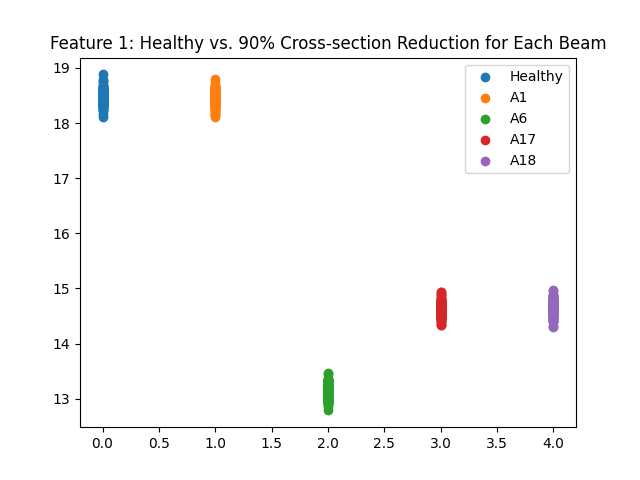 Feature 1: Healthy vs. 90% Cross-section Reduction for Each Beam
19
18
17
16
15
14
13
Healthy
A1
A6
A17
A18
0.0 0.5 1.0 1.5 2.0 2.5 3.0 3.5 4.0